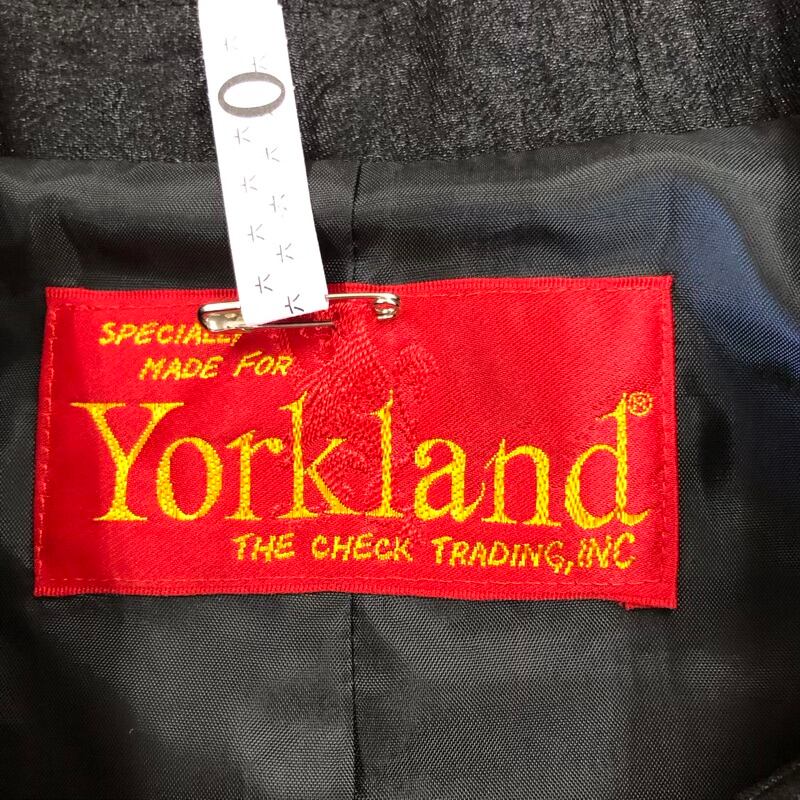 0
MADE FOR
Yorkland®
THE CHECK TRADING, INC